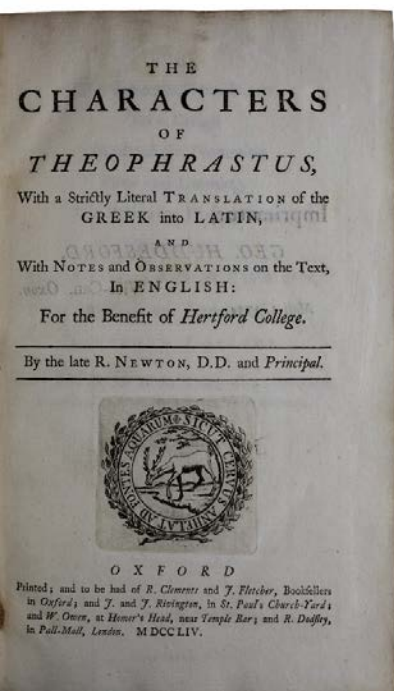 THE
CHARACTERS
OF
THEOPHRASTUS,
With a Strictly Literal TRANSLATION of the
GREEK into LATIN,
AND
With NOTES and OBSERVATIONS on the Text,
In ENGLISH:
For the Benefit of Hertford College.
By the late R. NEWTON, D.D. and Principal.
SICUT CERVUS ANHELAT AD FONTES AQUARUM
OXFORD
Printed; and to be had of R. Clements and J. Fletcher, Bookſellers
in Oxford; and J. and J. Rivington, in St. Paul's Church-Yard;
and W. Owen, at Homer's Head, near Temple Bar; and R. Dodſley,
in Pall-Mall, London. MDCCLIV.